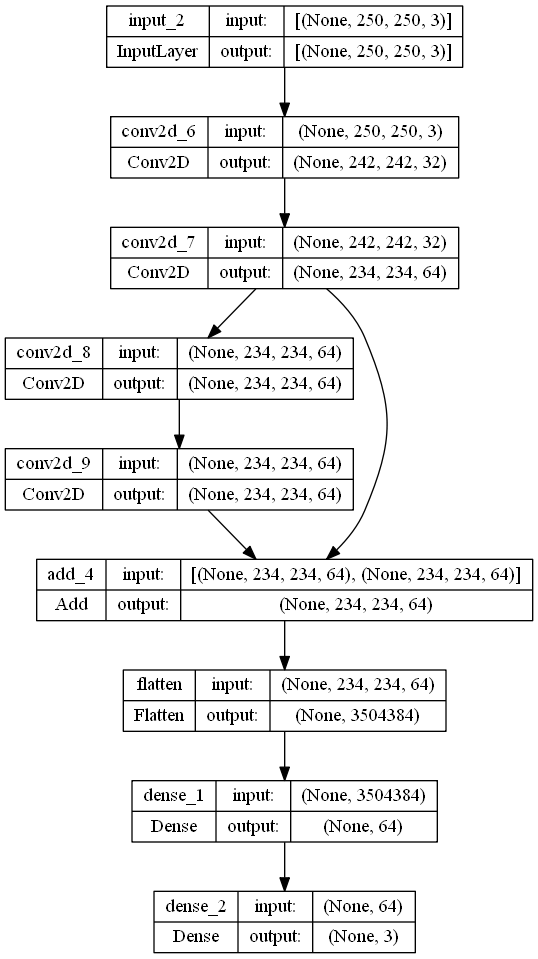 input_2 input: [(None, 250, 250, 3)]
InputLayer output: [(None, 250, 250, 3)]
conv2d_6 input: (None, 250, 250, 3)
Conv2D output: (None, 242, 242, 32)
conv2d_7 input: (None, 242, 242, 32)
Conv2D output: (None, 234, 234, 64)
conv2d_8 input: (None, 234, 234, 64)
Conv2D output: (None, 234, 234, 64)
conv2d_9 input: (None, 234, 234, 64)
Conv2D output: (None, 234, 234, 64)
add_4 input: [(None, 234, 234, 64), (None, 234, 234, 64)]
Add output: (None, 234, 234, 64)
flatten input: (None, 234, 234, 64)
Flatten output: (None, 3504384)
dense_1 input: (None, 3504384)
Dense output: (None, 64)
dense_2 input: (None, 64)
Dense output: (None, 3)